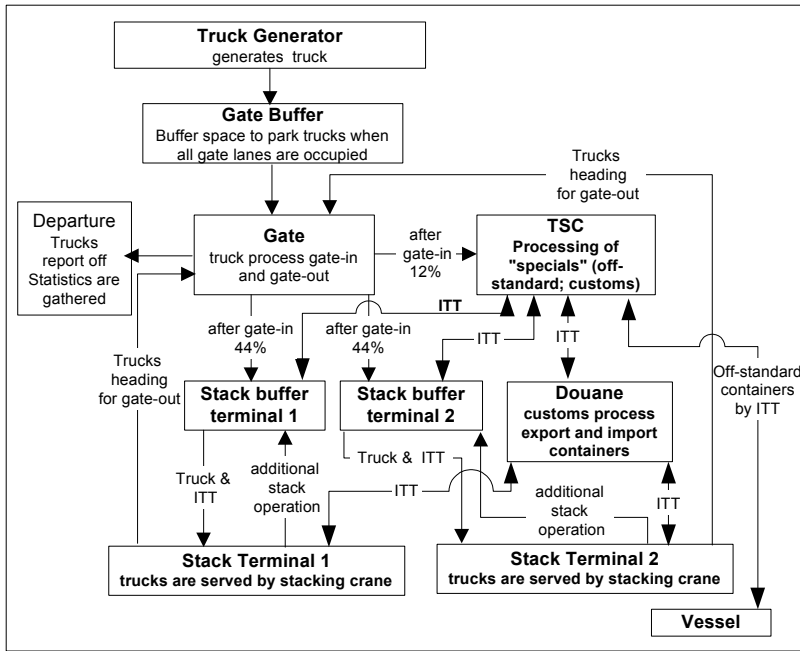 Truck Generator
generates truck
Gate Buffer
Buffer space to park trucks when
all gate lanes are occupied
Trucks
heading
for gate-out
Departure
Trucks
report off
Statistics are
gathered
Gate
truck process gate-in
and gate-out
after
gate-in
12%
TSC
Processing of
"specials" (off-
standard; customs)
after gate-in
44%
after gate-in
44%
ITT
ITT
ITT
Trucks
heading
for gate-out
Off-standard
containers
by ITT
Stack buffer
terminal 1
Stack buffer
terminal 2
Douane
customs process
export and import
containers
Truck &
ITT
additional
stack
operation
Truck & ITT
ITT
additional
stack
operation
ITT
Stack Terminal 1
trucks are served by stacking crane
Stack Terminal 2
trucks are served by stacking crane
Vessel